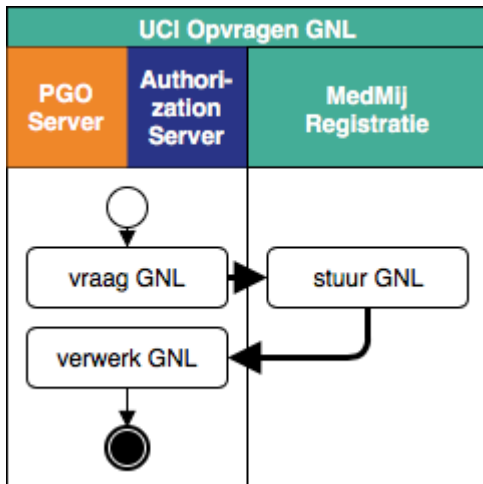 UCI Opvragen GNL
PGO
Server
Authori-
zation
Server
MedMij
Registratie
vraag GNL
stuur GNL
verwerk GNL